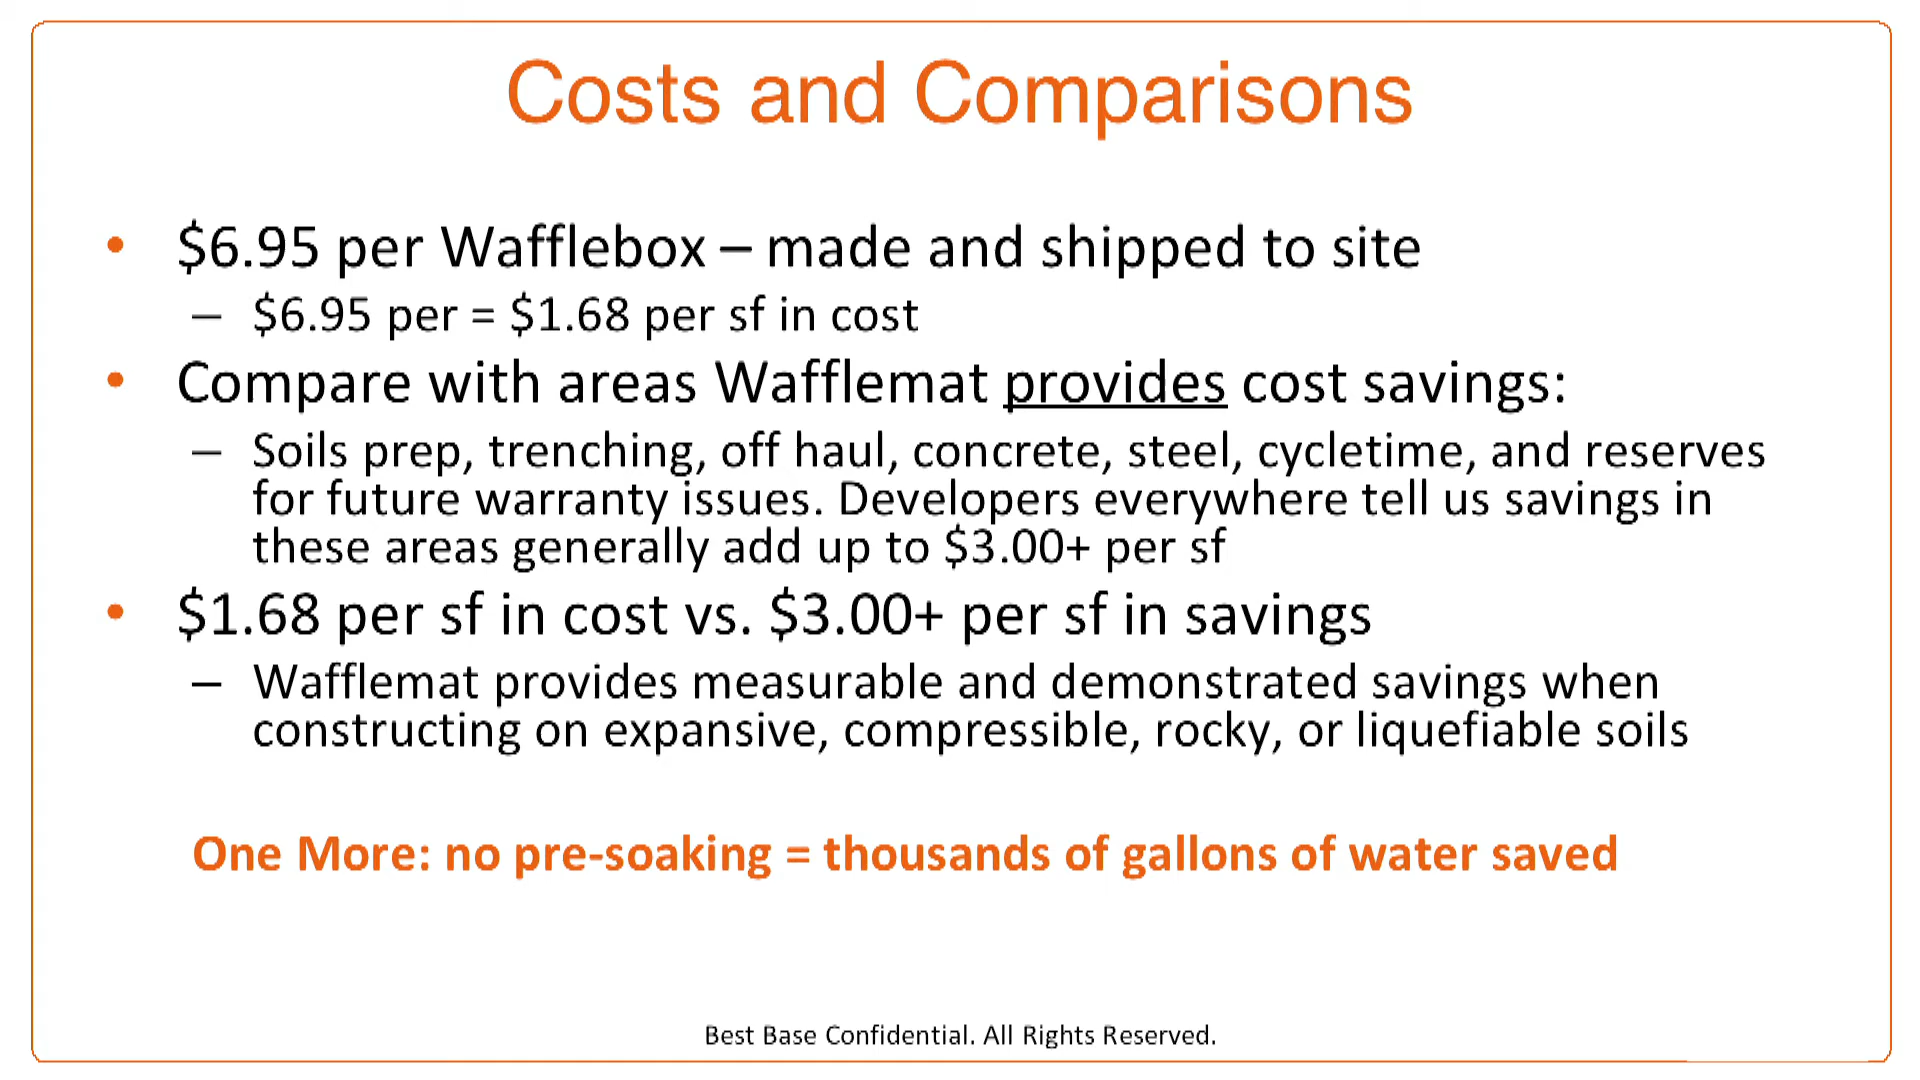 Costs and Comparisons
• $6.95 per Wafflebox – made and shipped to site
– $6.95 per = $1.68 per sf in cost
• Compare with areas Wafflemat provides cost savings:
– Soils prep, trenching, off haul, concrete, steel, cycletime, and reserves
for future warranty issues. Developers everywhere tell us savings in
these areas generally add up to $3.00+ per sf
• $1.68 per sf in cost vs. $3.00+ per sf in savings
– Wafflemat provides measurable and demonstrated savings when
constructing on expansive, compressible, rocky, or liquefiable soils
One More: no pre-soaking = thousands of gallons of water saved
Best Base Confidential. All Rights Reserved.